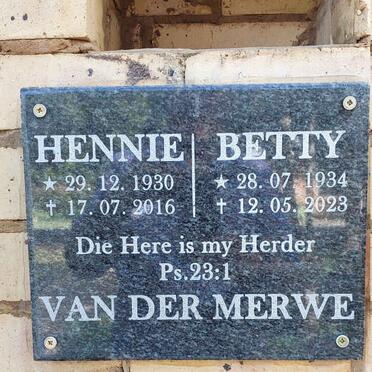 HENNIE | BETTY
★ 29. 12. 1930 | ★ 28. 07. 1934
✝ 17. 07. 2016 | ✝ 12. 05. 2023
Die Here is my Herder
Ps.23:1
VAN DER MERWE